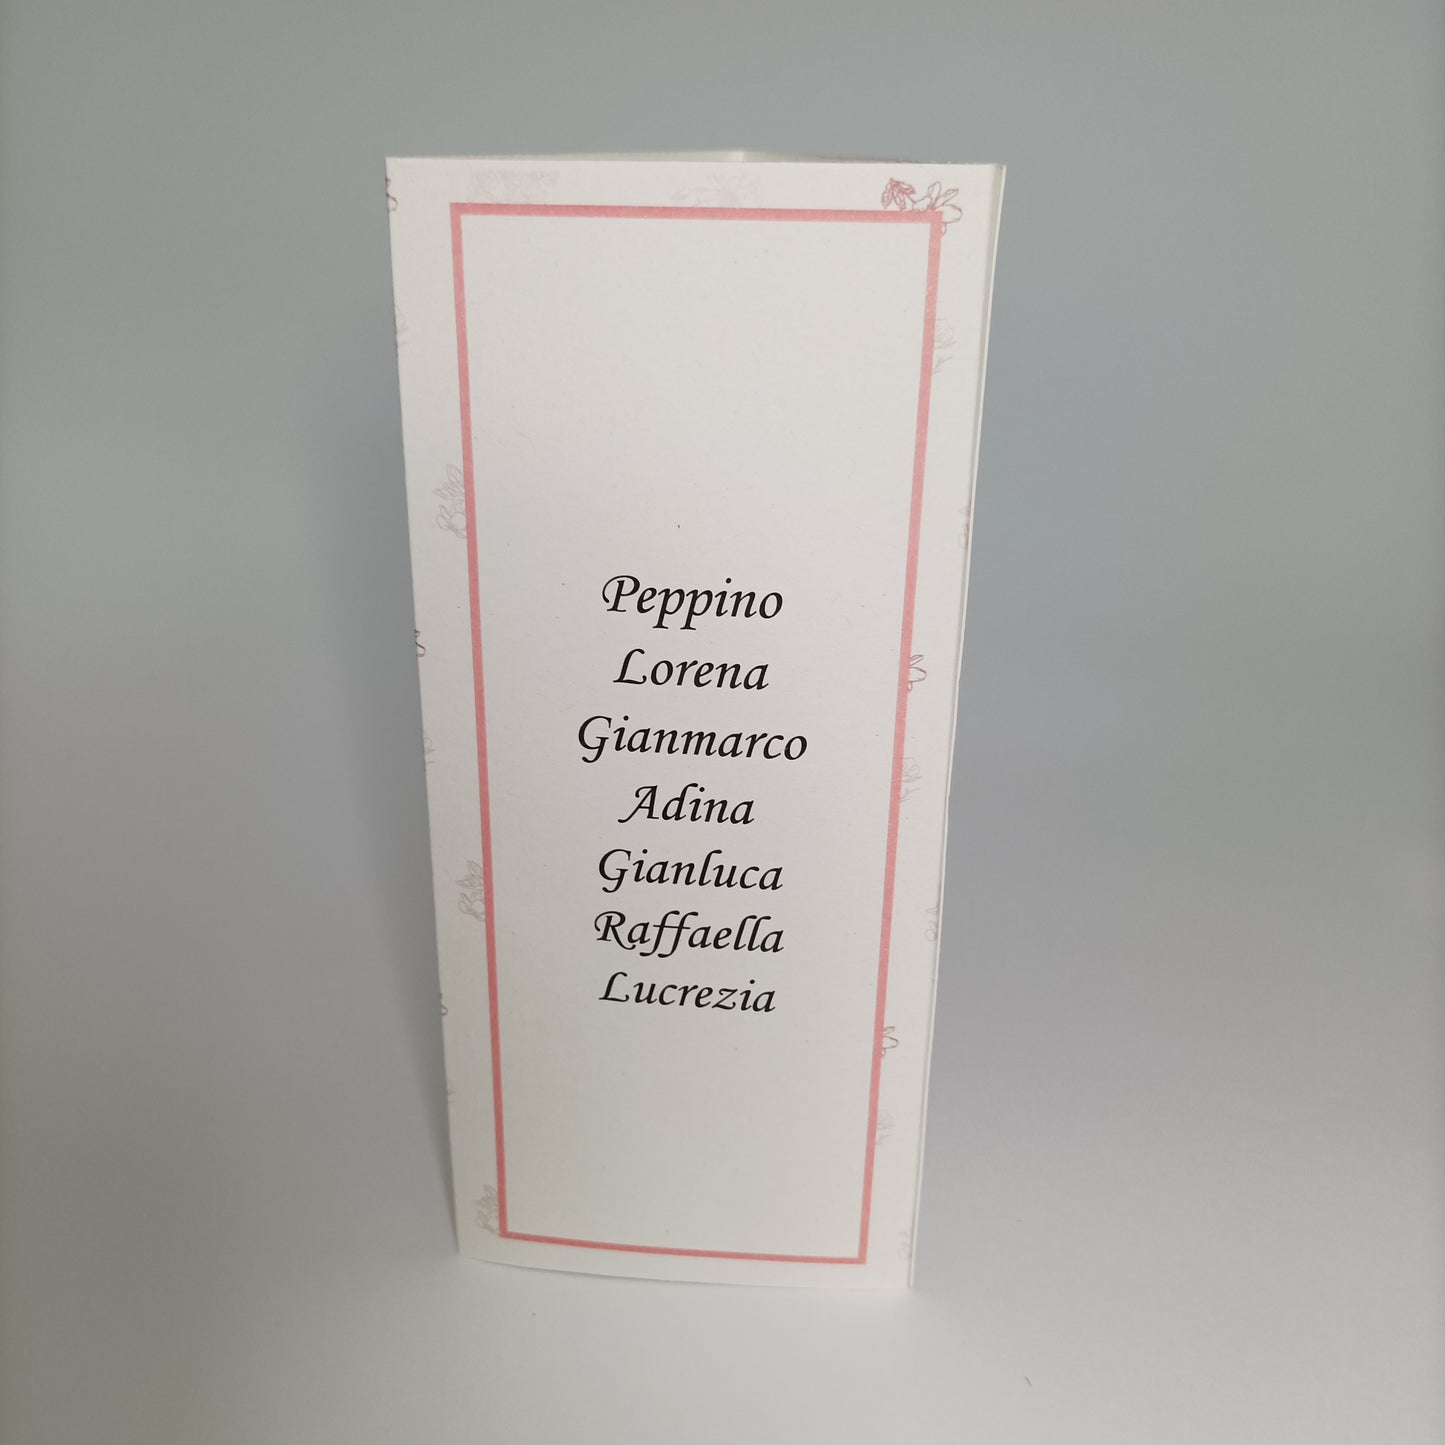 Peppino
Lorena
Gianmarco
Adina
Gianluca
Raffaella
Lucrezia